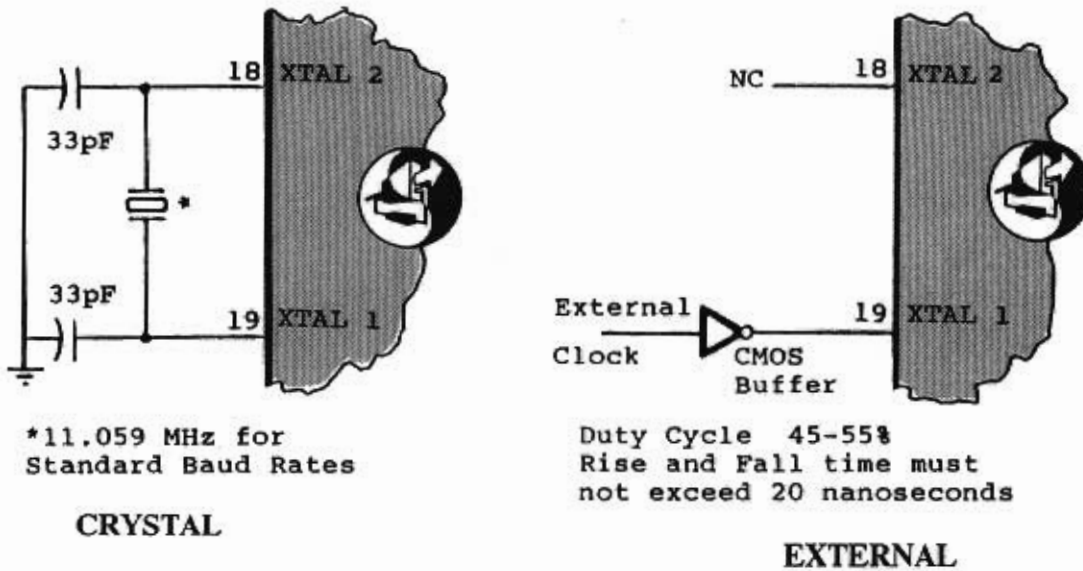 18 XTAL 2
33pF
*
33pF
19 XTAL 1
*11.059 MHz for
Standard Baud Rates
CRYSTAL
NC 18 XTAL 2
External
Clock
19 XTAL 1
CMOS
Buffer
Duty Cycle 45-55%
Rise and Fall time must
not exceed 20 nanoseconds
EXTERNAL